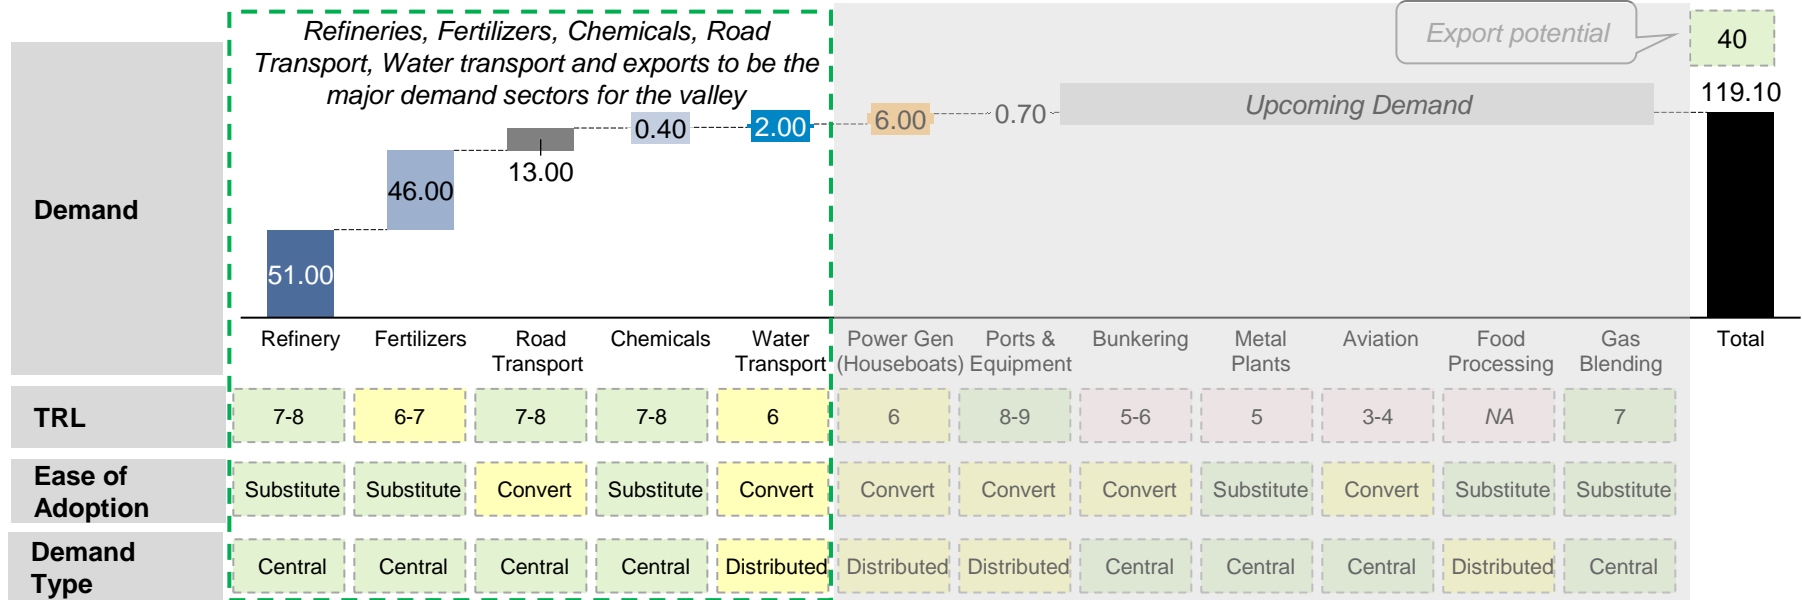 Refineries, Fertilizers, Chemicals, Road
Transport, Water transport and exports to be the
major demand sectors for the valley
Export potential
40
119.10
Upcoming Demand
Demand
51.00
46.00
13.00
0.40
2.00
6.00
0.70
Refinery
Fertilizers
Road
Transport
Chemicals
Water
Transport
Power Gen
(Houseboats)
Ports &
Equipment
Bunkering
Metal
Plants
Aviation
Food
Processing
Gas
Blending
Total
TRL
7-8
6-7
7-8
7-8
6
6
8-9
5-6
5
3-4
NA
7
Ease of
Adoption
Substitute
Substitute
Convert
Substitute
Convert
Convert
Convert
Convert
Substitute
Convert
Substitute
Substitute
Demand
Type
Central
Central
Central
Central
Distributed
Distributed
Distributed
Central
Central
Central
Distributed
Central